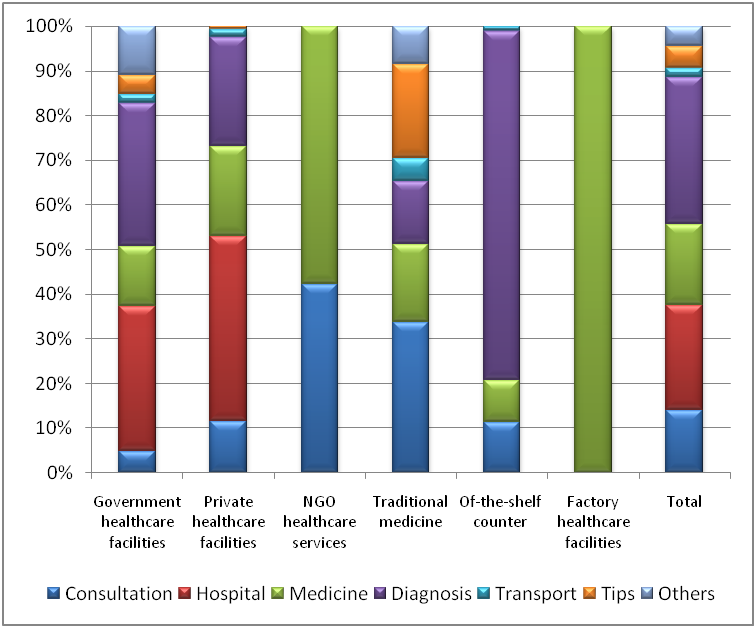 100%
90%
80%
70%
60%
50%
40%
30%
20%
10%
0%
Government
healthcare
facilities
Private
healthcare
facilities
NGO
healthcare
services
Traditional
medicine
Of-the-shelf
counter
Factory
healthcare
facilities
Total
Consultation Hospital Medicine Diagnosis Transport Tips Others